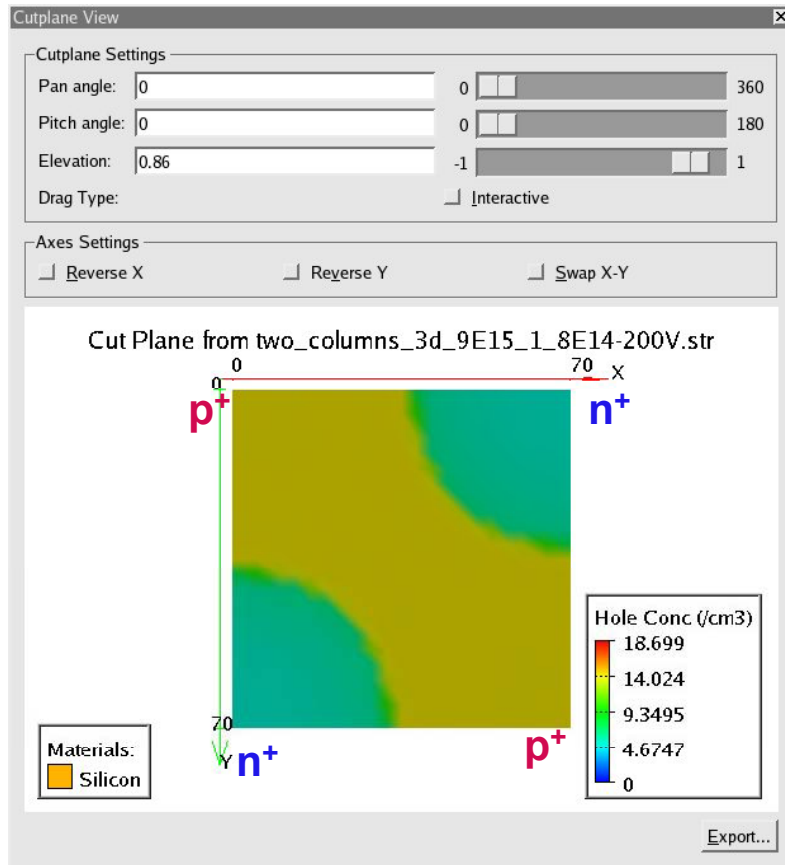 Cutplane View
Cutplane Settings
Pan angle: 0 0 360
Pitch angle: 0 0 180
Elevation: 0.86 -1 1
Drag Type: Interactive
Axes Settings
Reverse X Reverse Y Swap X-Y
Cut Plane from two_columns_3d_9E15_1_8E14-200V.str
0 70 X
0
p+ n+
Hole Conc (/cm3)
18.699
14.024
9.3495
4.6747
0
70
Y n+ p+
Materials:
Silicon
Export...